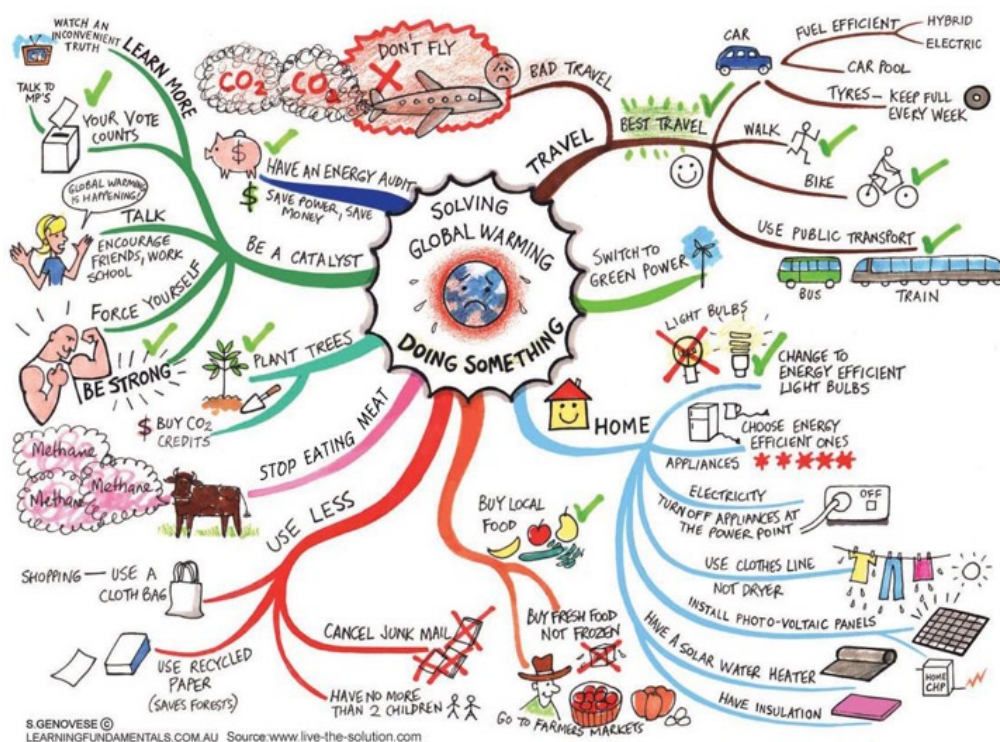 SOLVING
GLOBAL WARMING
DOING SOMETHING
TRAVEL
BAD TRAVEL
DON'T FLY
CO2
CO2
BEST TRAVEL
CAR
FUEL EFFICIENT
HYBRID
ELECTRIC
CAR POOL
TYRES — KEEP FULL
EVERY WEEK
WALK
BIKE
USE PUBLIC TRANSPORT
BUS
TRAIN
SWITCH TO
GREEN POWER
HOME
LIGHT BULBS
CHANGE TO
ENERGY EFFICIENT
LIGHT BULBS
CHOOSE ENERGY
EFFICIENT ONES
APPLIANCES
ELECTRICITY
TURN OFF APPLIANCES AT
THE POWER POINT
OFF
USE CLOTHES LINE
NOT DRYER
INSTALL PHOTO-VOLTAIC PANELS
HOME
CHP
HAVE A SOLAR WATER HEATER
HAVE INSULATION
BUY LOCAL
FOOD
BUY FRESH FOOD
NOT FROZEN
GO TO FARMERS MARKETS
USE LESS
SHOPPING — USE A
CLOTH BAG
USE RECYCLED
PAPER
(SAVES FORESTS)
CANCEL JUNK MAIL
HAVE NO MORE
THAN 2 CHILDREN
STOP EATING MEAT
Methane
Methane
Methane
PLANT TREES
$ BUY CO2
CREDITS
BE A CATALYST
LEARN MORE
WATCH AN
INCONVENIENT
TRUTH
TALK TO
MP'S
YOUR VOTE
COUNTS
GLOBAL WARMING
IS HAPPENING!
TALK
ENCOURAGE
FRIENDS, WORK
SCHOOL
FORCE YOURSELF
BE STRONG
$
HAVE AN ENERGY AUDIT
$ SAVE POWER, SAVE
MONEY
S.GENOVESE ©
LEARNINGFUNDAMENTALS.COM.AU Source:www.live-the-solution.com